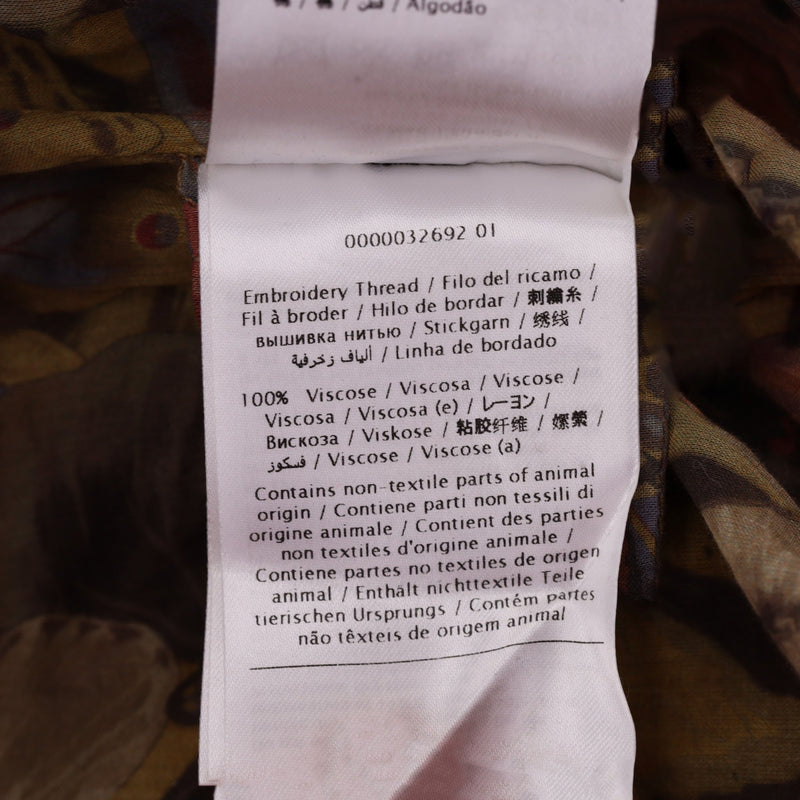 / قطن / Algodão
0000032692 01
Embroidery Thread / Filo del ricamo /
Fil à broder / Hilo de bordar / 刺繍糸 /
вышивка нитью / Stickgarn / 绣线 /
ألياف زخرفية / Linha de bordado
100% Viscose / Viscosa / Viscose /
Viscosa / Viscosa (e) / レーヨン /
Вискоза / Viskose / 粘胶纤维 / 嫘縈 /
فسكوز / Viscose / Viscose (a)
Contains non-textile parts of animal
origin / Contiene parti non tessili di
origine animale / Contient des parties
non textiles d'origine animale /
Contiene partes no textiles de origen
animal / Enthält nichttextile Teile
tierischen Ursprungs / Contém partes
não têxteis de origem animal